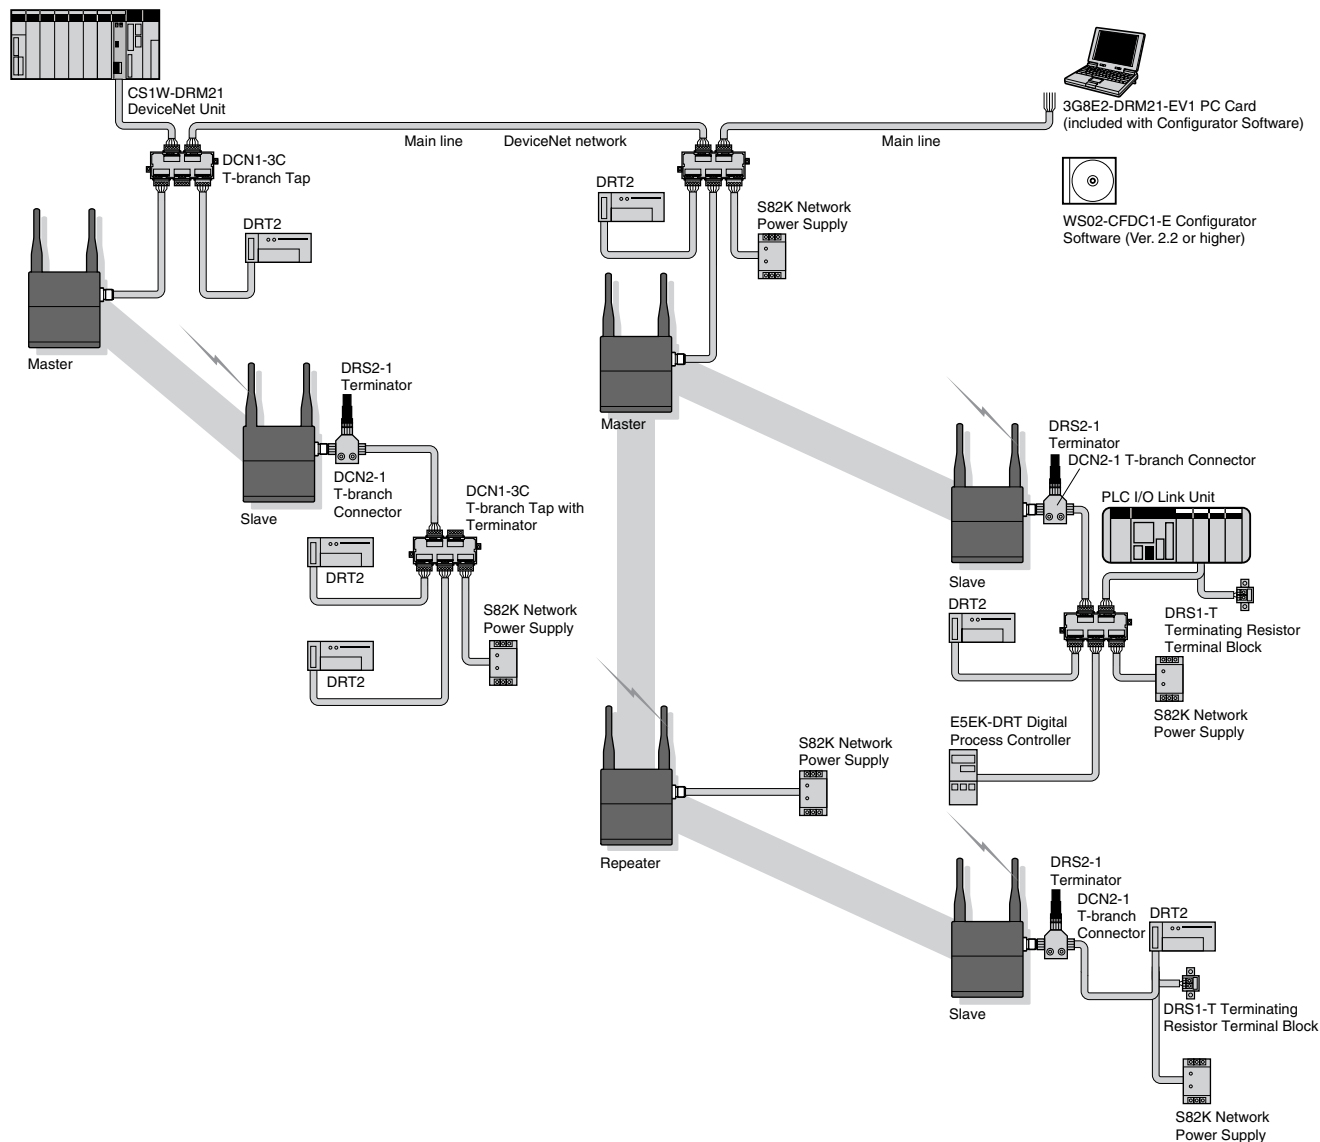 CS1W-DRM21
DeviceNet Unit
3G8E2-DRM21-EV1 PC Card
(included with Configurator Software)
Main line
DeviceNet network
Main line
DCN1-3C
T-branch Tap
DRT2
DRT2
S82K Network
Power Supply
WS02-CFDC1-E Configurator
Software (Ver. 2.2 or higher)
Master
DRS2-1
Terminator
Master
DCN2-1
T-branch
Connector
Slave
DCN1-3C
T-branch Tap with
Terminator
DRT2
DRT2
S82K Network
Power Supply
DRS2-1
Terminator
DCN2-1 T-branch Connector
PLC I/O Link Unit
Slave
DRT2
DRS1-T
Terminating Resistor
Terminal Block
S82K Network
Power Supply
E5EK-DRT Digital
Process Controller
S82K Network
Power Supply
Repeater
DRS2-1
Terminator
DCN2-1
T-branch
Connector
DRT2
Slave
DRS1-T Terminating
Resistor Terminal Block
S82K Network
Power Supply